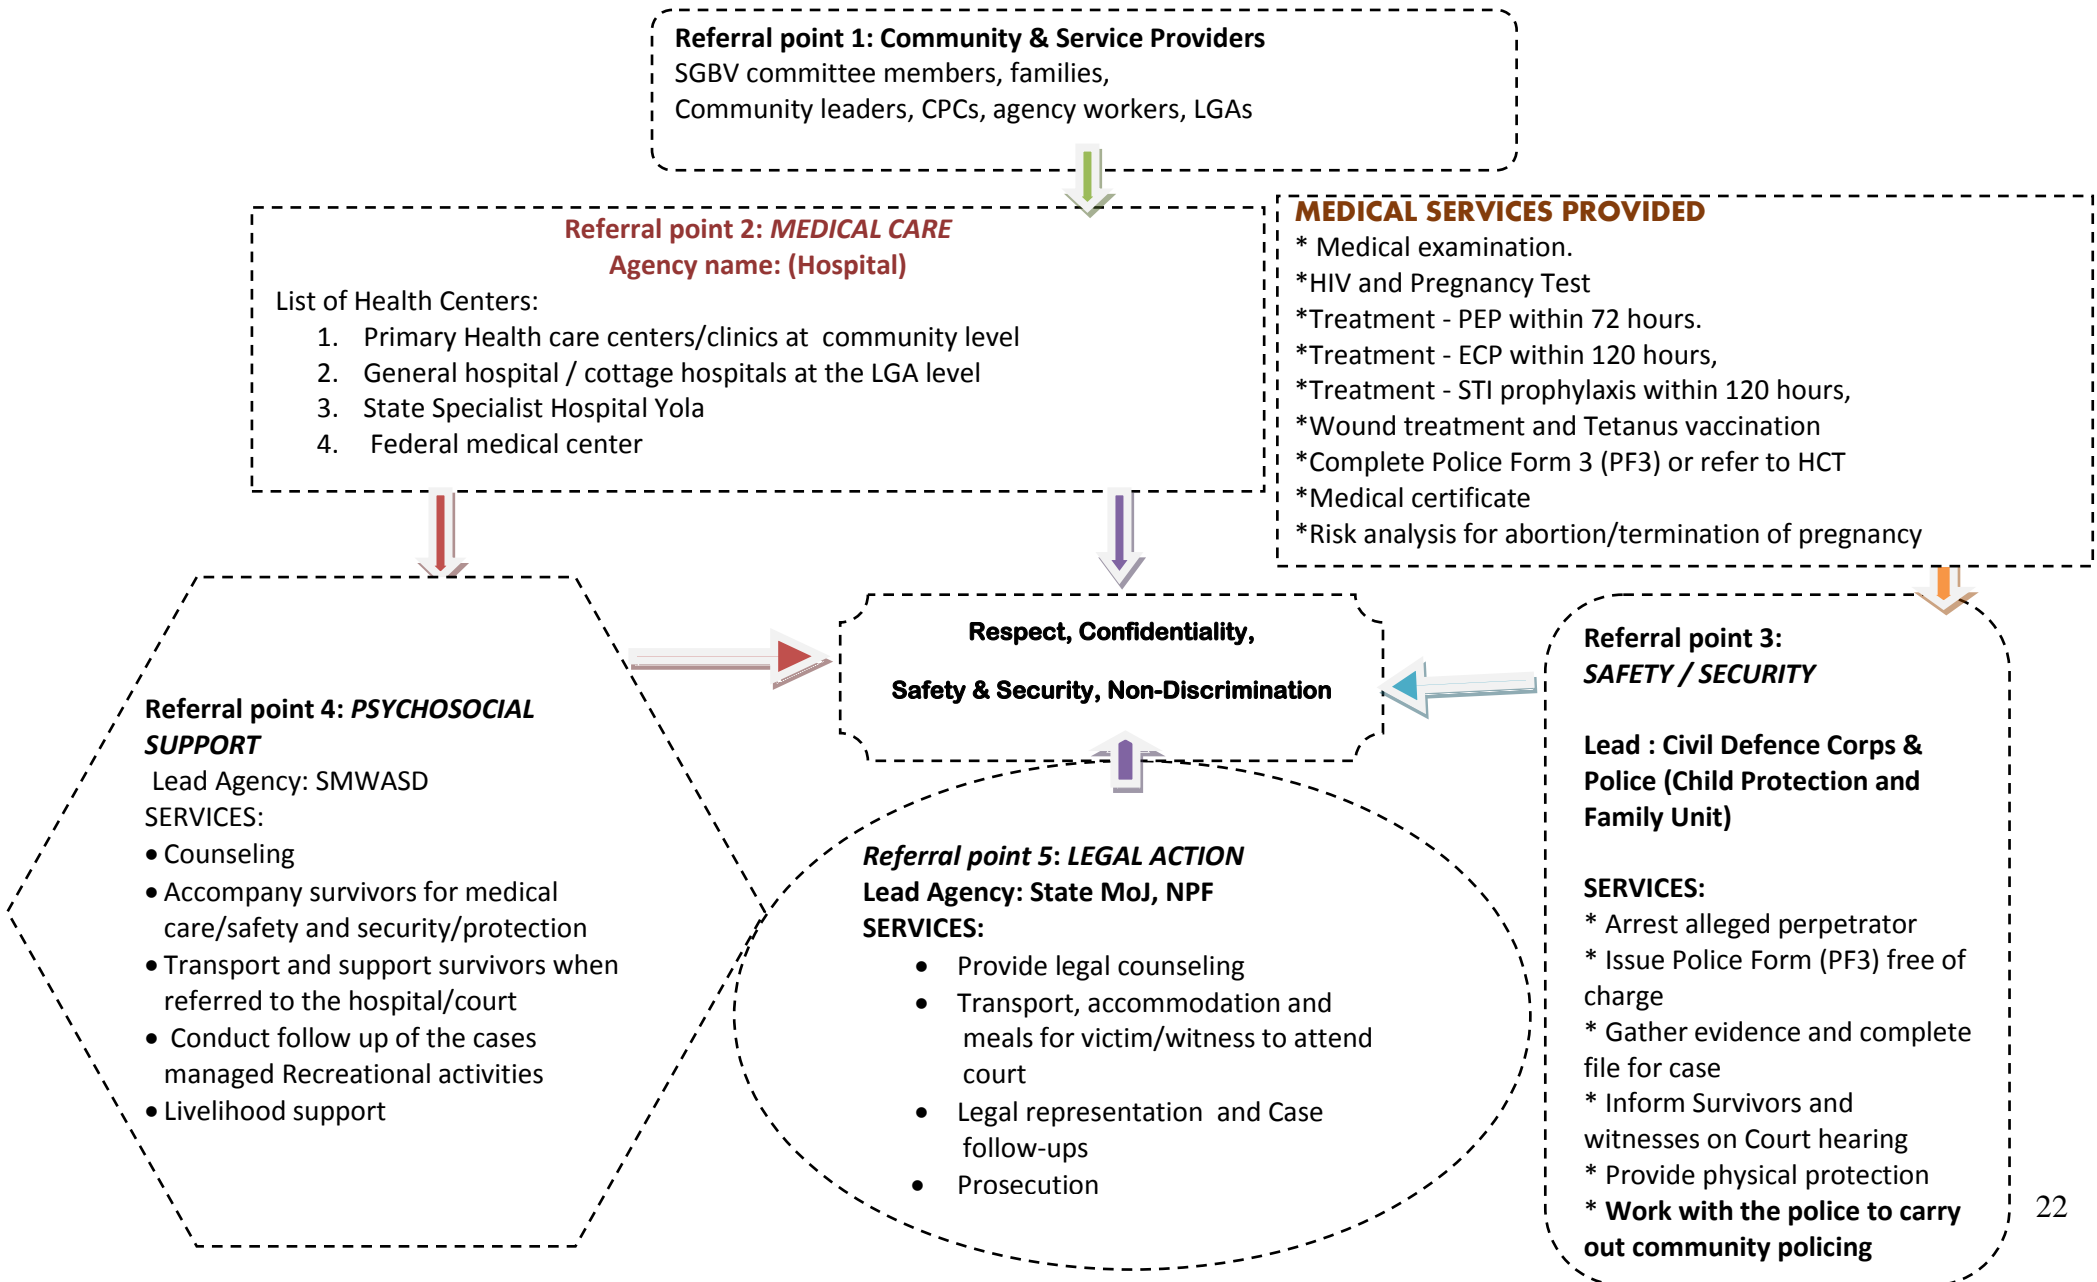 Referral point 1: Community & Service Providers
SGBV committee members, families,
Community leaders, CPCs, agency workers, LGAs
Referral point 2: MEDICAL CARE
Agency name: (Hospital)
List of Health Centers:
1. Primary Health care centers/clinics at community level
2. General hospital / cottage hospitals at the LGA level
3. State Specialist Hospital Yola
4. Federal medical center
MEDICAL SERVICES PROVIDED
* Medical examination.
*HIV and Pregnancy Test
*Treatment - PEP within 72 hours.
*Treatment - ECP within 120 hours,
*Treatment - STI prophylaxis within 120 hours,
*Wound treatment and Tetanus vaccination
*Complete Police Form 3 (PF3) or refer to HCT
*Medical certificate
*Risk analysis for abortion/termination of pregnancy
Respect, Confidentiality,
Safety & Security, Non-Discrimination
Referral point 3:
SAFETY / SECURITY
Lead : Civil Defence Corps &
Police (Child Protection and
Family Unit)
SERVICES:
* Arrest alleged perpetrator
* Issue Police Form (PF3) free of
charge
* Gather evidence and complete
file for case
* Inform Survivors and
witnesses on Court hearing
* Provide physical protection
* Work with the police to carry
out community policing
Referral point 4: PSYCHOSOCIAL
SUPPORT
Lead Agency: SMWASD
SERVICES:
• Counseling
• Accompany survivors for medical
care/safety and security/protection
• Transport and support survivors when
referred to the hospital/court
• Conduct follow up of the cases
managed Recreational activities
• Livelihood support
Referral point 5: LEGAL ACTION
Lead Agency: State MoJ, NPF
SERVICES:
• Provide legal counseling
• Transport, accommodation and
meals for victim/witness to attend
court
• Legal representation and Case
follow-ups
• Prosecution
22